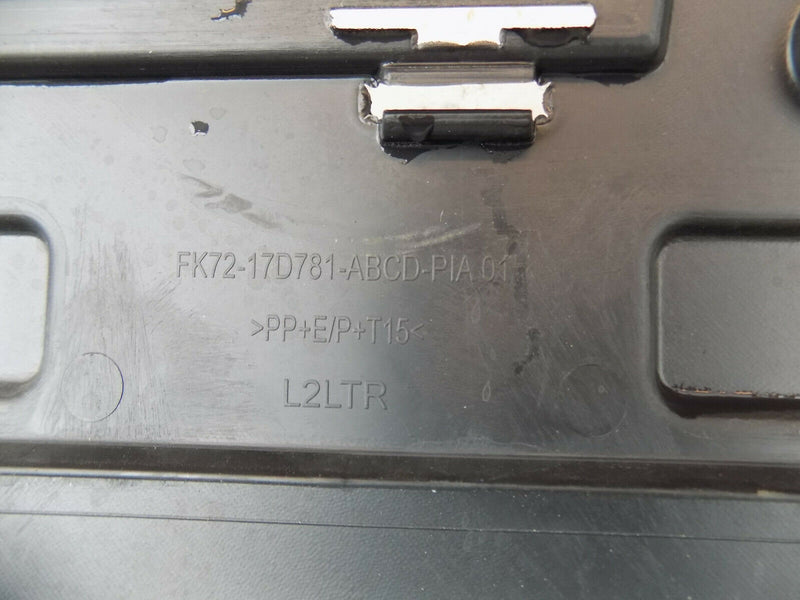 FK72-17D781-ABCD-PIA 01
>PP+E/P+T15<
L2LTR